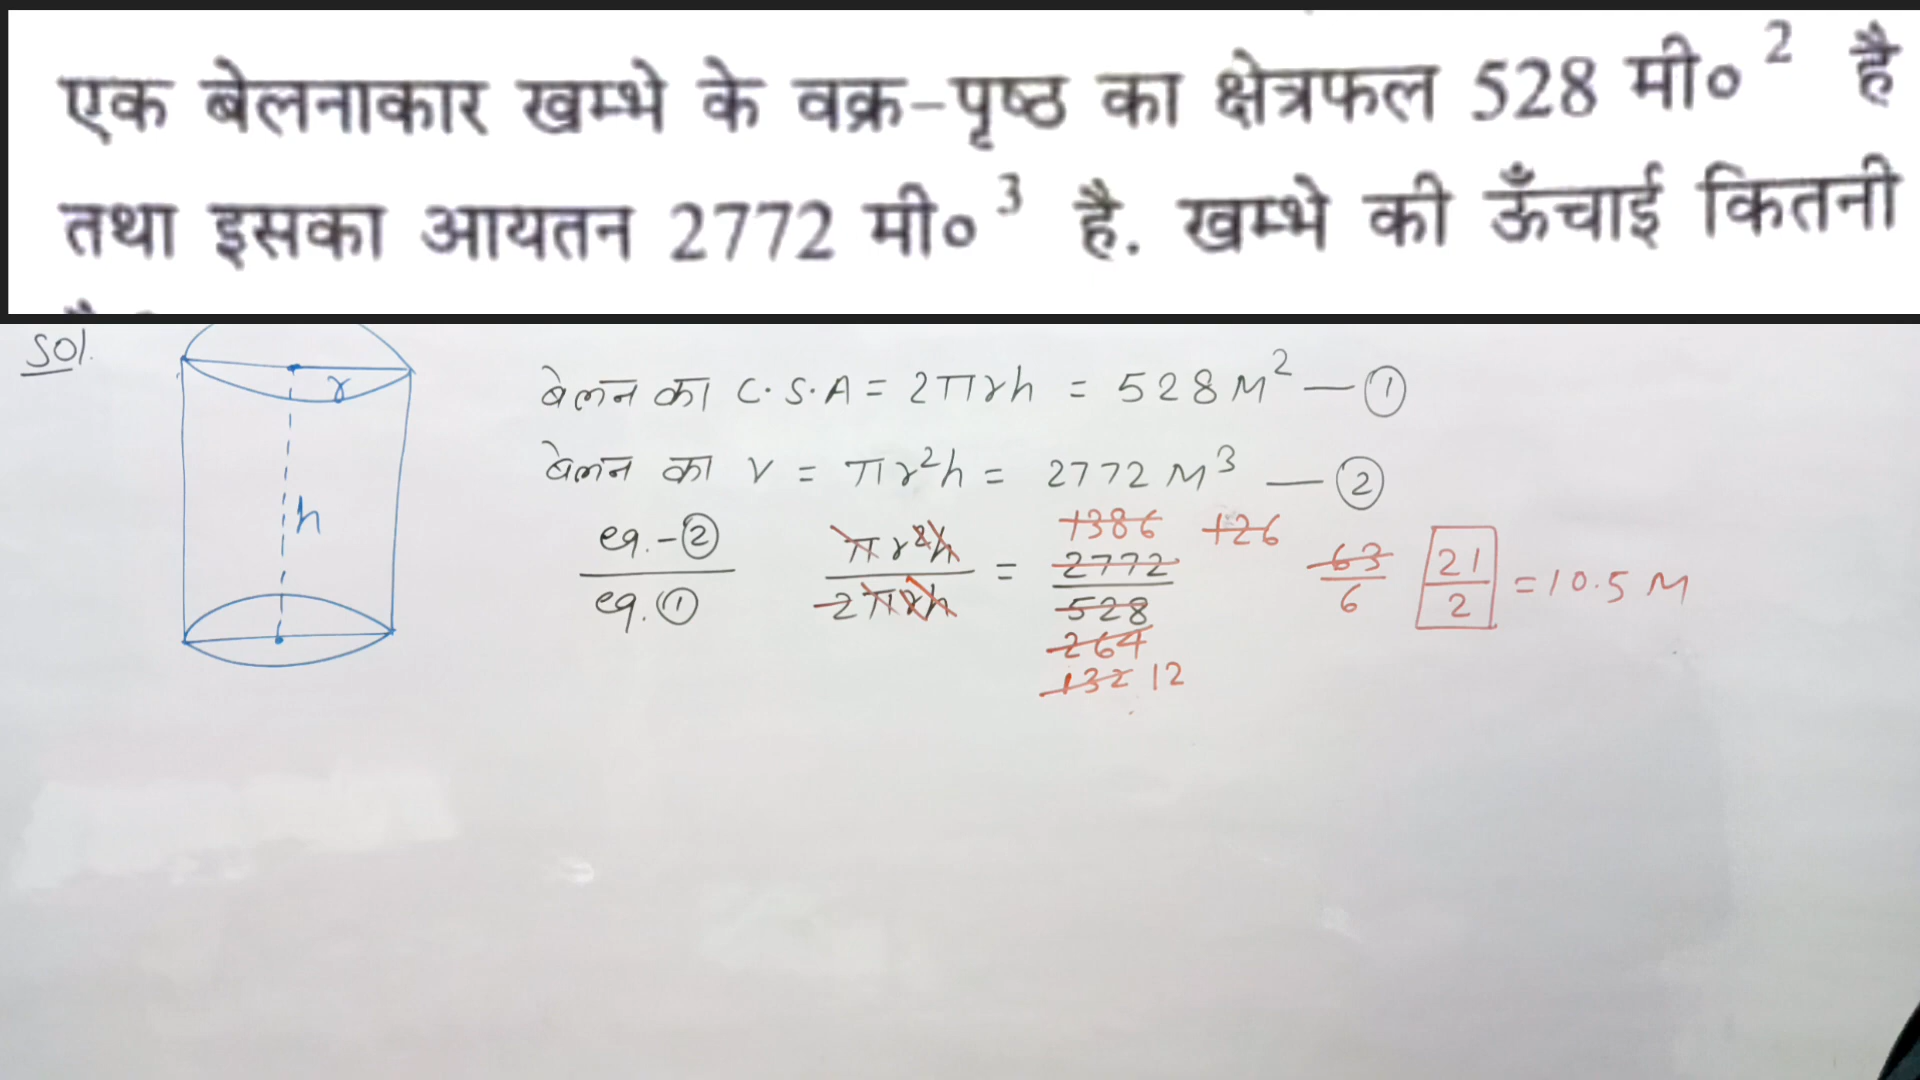 एक बेलनाकार खम्भे के वक्र-पृष्ठ का क्षेत्रफल 528 मी० ² है
तथा इसका आयतन 2772 मी० ³ है. खम्भे की ऊँचाई कितनी
Sol.
r
h
बेलन का C.S.A = 2πrh = 528 M² — ①
बेलन का V = πr²h = 2772 M³ — ②
eq.-② / eq.① πr²h / 2πrh = 2772 / 528 1386 126 264 132 12 63/6 21/2 = 10.5 M